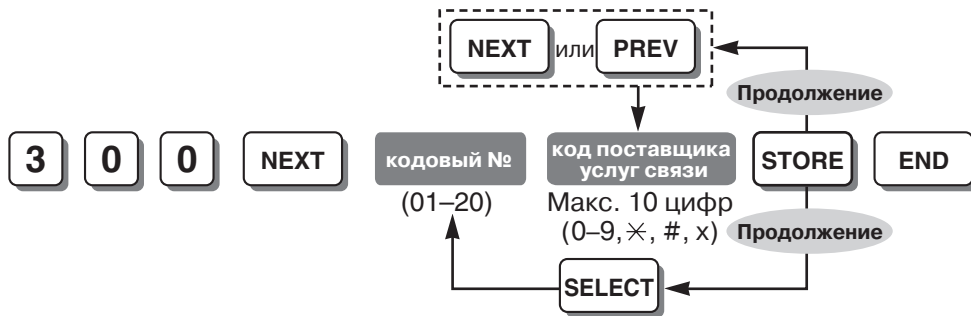 NEXT или PREV
Продолжение
3 0 0 NEXT кодовый № код поставщика услуг связи STORE END
(01–20) Макс. 10 цифр
(0–9, ✳, #, x) Продолжение
SELECT